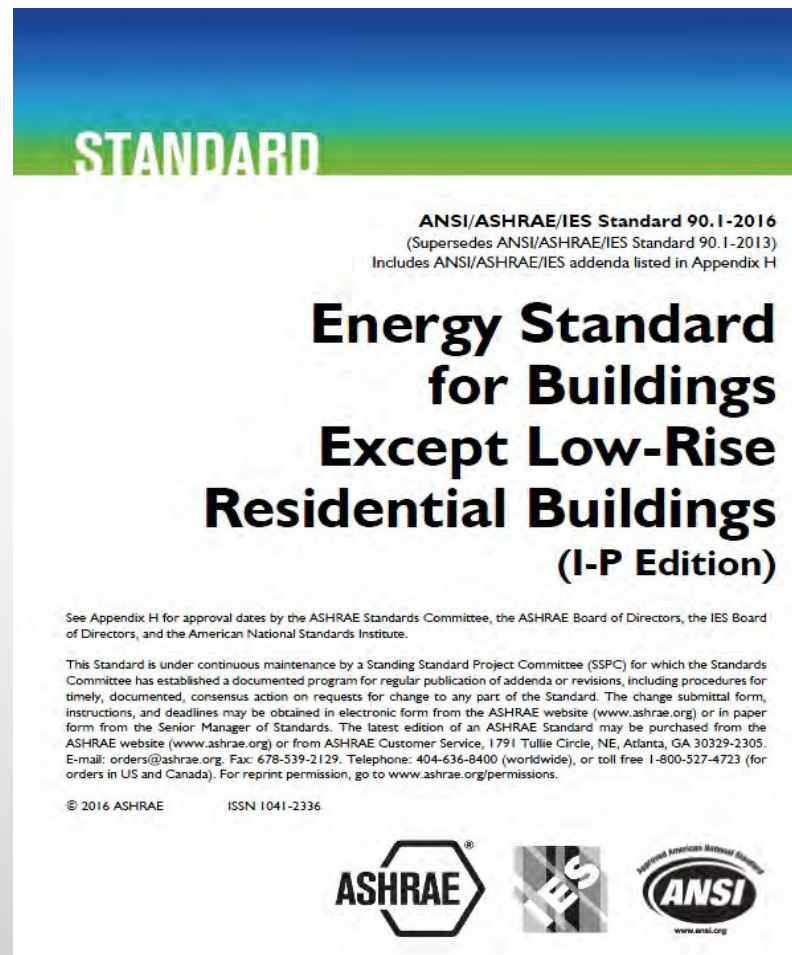 STANDARD
ANSI/ASHRAE/IES Standard 90.1-2016
(Supersedes ANSI/ASHRAE/IES Standard 90.1-2013)
Includes ANSI/ASHRAE/IES addenda listed in Appendix H
Energy Standard
for Buildings
Except Low-Rise
Residential Buildings
(I-P Edition)
See Appendix H for approval dates by the ASHRAE Standards Committee, the ASHRAE Board of Directors, the IES Board
of Directors, and the American National Standards Institute.
This Standard is under continuous maintenance by a Standing Standard Project Committee (SSPC) for which the Standards
Committee has established a documented program for regular publication of addenda or revisions, including procedures for
timely, documented, consensus action on requests for change to any part of the Standard. The change submittal form,
instructions, and deadlines may be obtained in electronic form from the ASHRAE website (www.ashrae.org) or in paper
form from the Senior Manager of Standards. The latest edition of an ASHRAE Standard may be purchased from the
ASHRAE website (www.ashrae.org) or from ASHRAE Customer Service, 1791 Tullie Circle, NE, Atlanta, GA 30329-2305.
E-mail: orders@ashrae.org. Fax: 678-539-2129. Telephone: 404-636-8400 (worldwide), or toll free 1-800-527-4723 (for
orders in US and Canada). For reprint permission, go to www.ashrae.org/permissions.
© 2016 ASHRAE ISSN 1041-2336
ASHRAE ®
IES
Approved American National Standard
ANSI
www.ansi.org